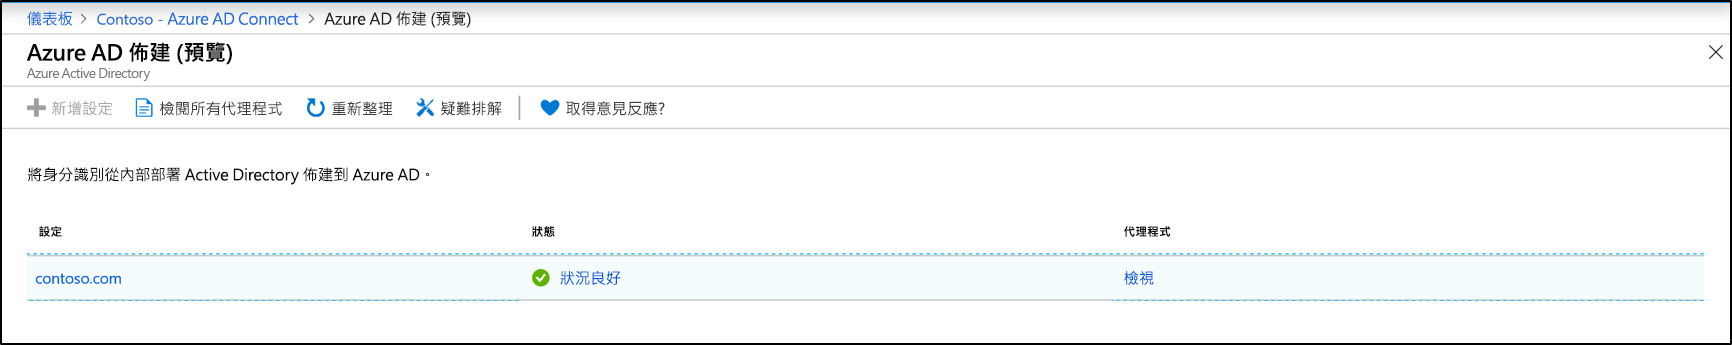 儀表板 > Contoso - Azure AD Connect > Azure AD 佈建 (預覽)
Azure AD 佈建 (預覽)
Azure Active Directory
新增設定 檢閱所有代理程式 重新整理 疑難排解 取得意見反應?
將身分識別從內部部署 Active Directory 佈建到 Azure AD。
設定 狀態 代理程式
contoso.com 狀況良好 檢視